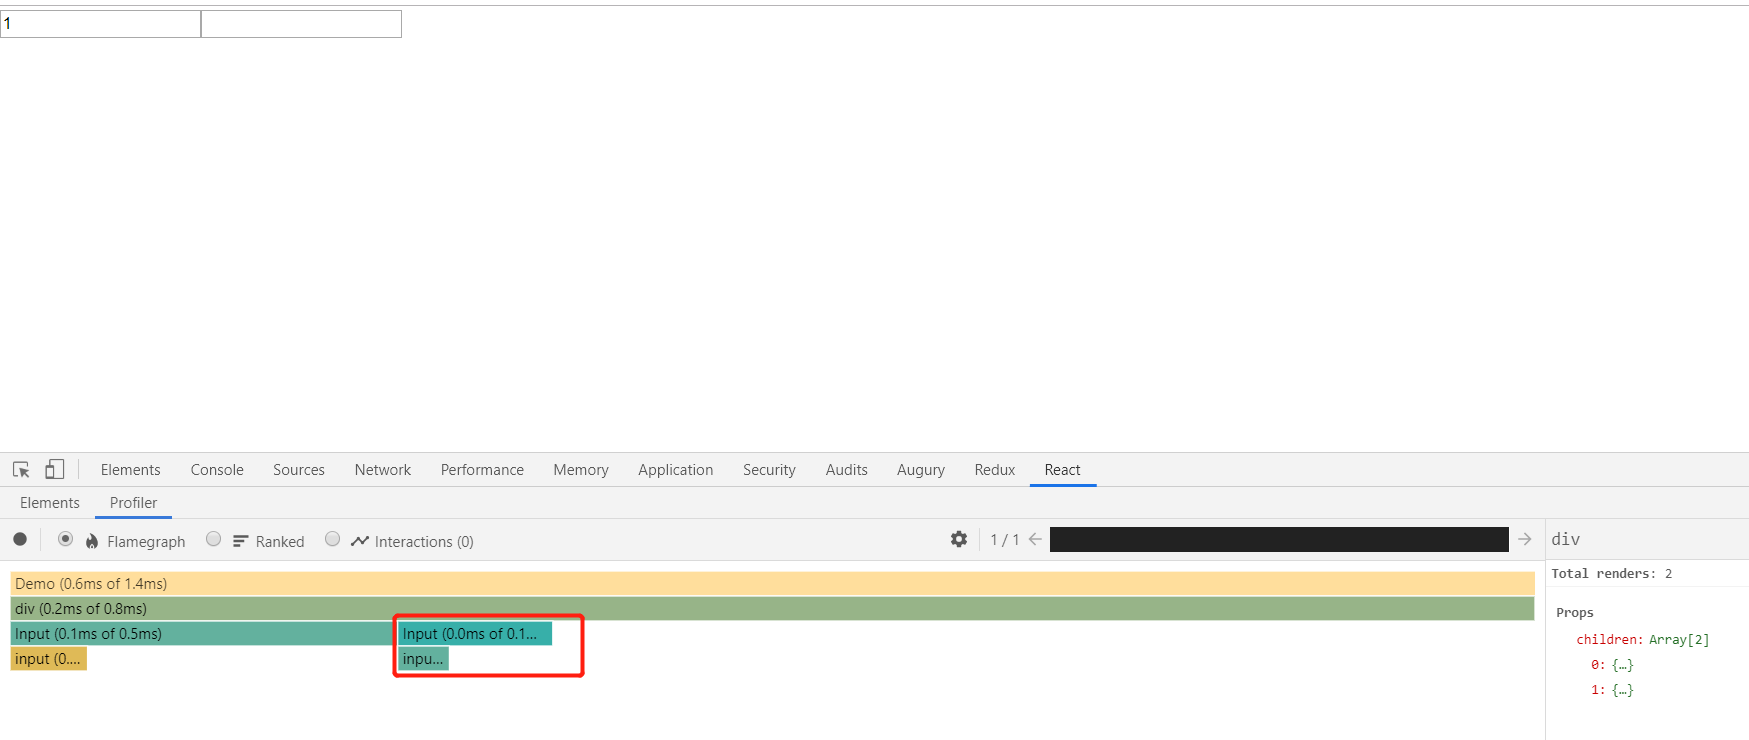 1
Elements Console Sources Network Performance Memory Application Security Audits Augury Redux React
Elements Profiler
Flamegraph Ranked Interactions (0) 1 / 1 div
Total renders: 2
Demo (0.6ms of 1.4ms)
div (0.2ms of 0.8ms)
Input (0.1ms of 0.5ms) Input (0.0ms of 0.1...
input (0.... inpu...
Props
children: Array[2]
0: {…}
1: {…}